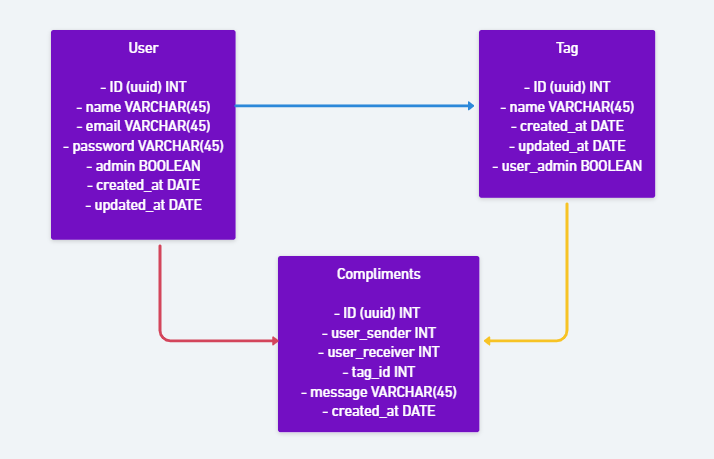 User
- ID (uuid) INT
- name VARCHAR(45)
- email VARCHAR(45)
- password VARCHAR(45)
- admin BOOLEAN
- created_at DATE
- updated_at DATE
Tag
- ID (uuid) INT
- name VARCHAR(45)
- created_at DATE
- updated_at DATE
- user_admin BOOLEAN
Compliments
- ID (uuid) INT
- user_sender INT
- user_receiver INT
- tag_id INT
- message VARCHAR(45)
- created_at DATE